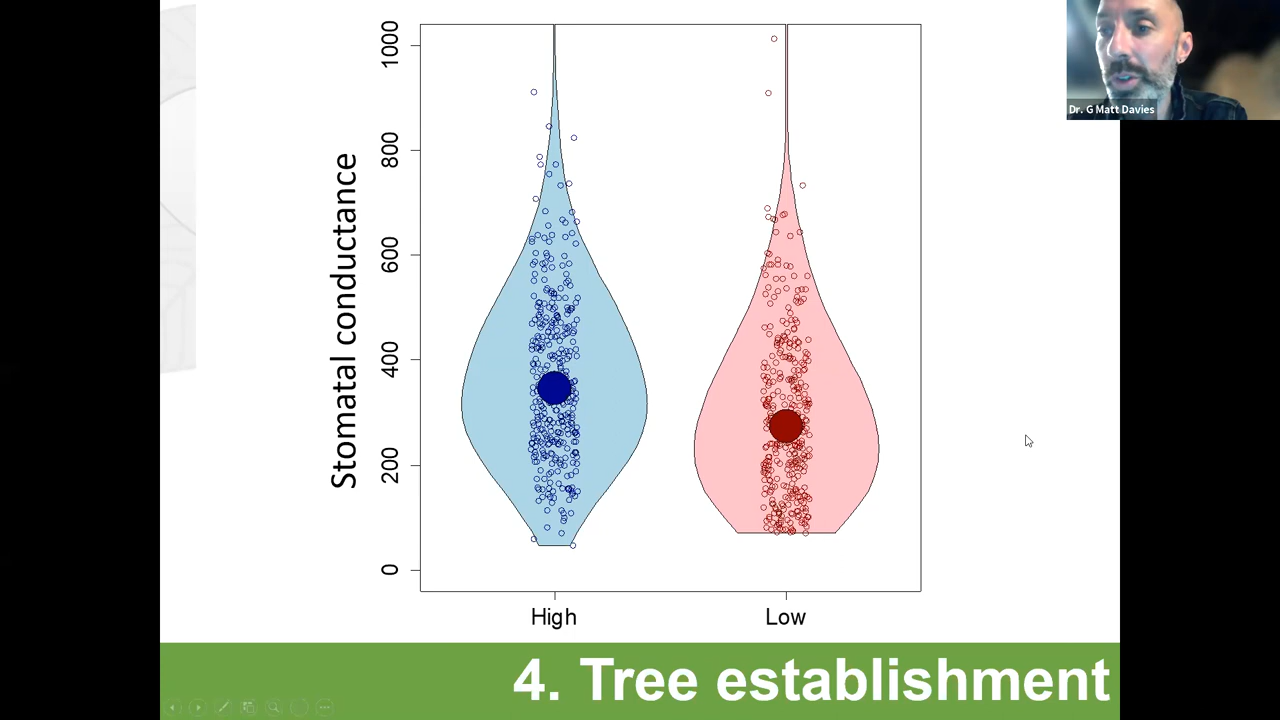 Dr. G Matt Davies
Stomatal conductance
1000
800
600
400
200
0
High
Low
4. Tree establishment